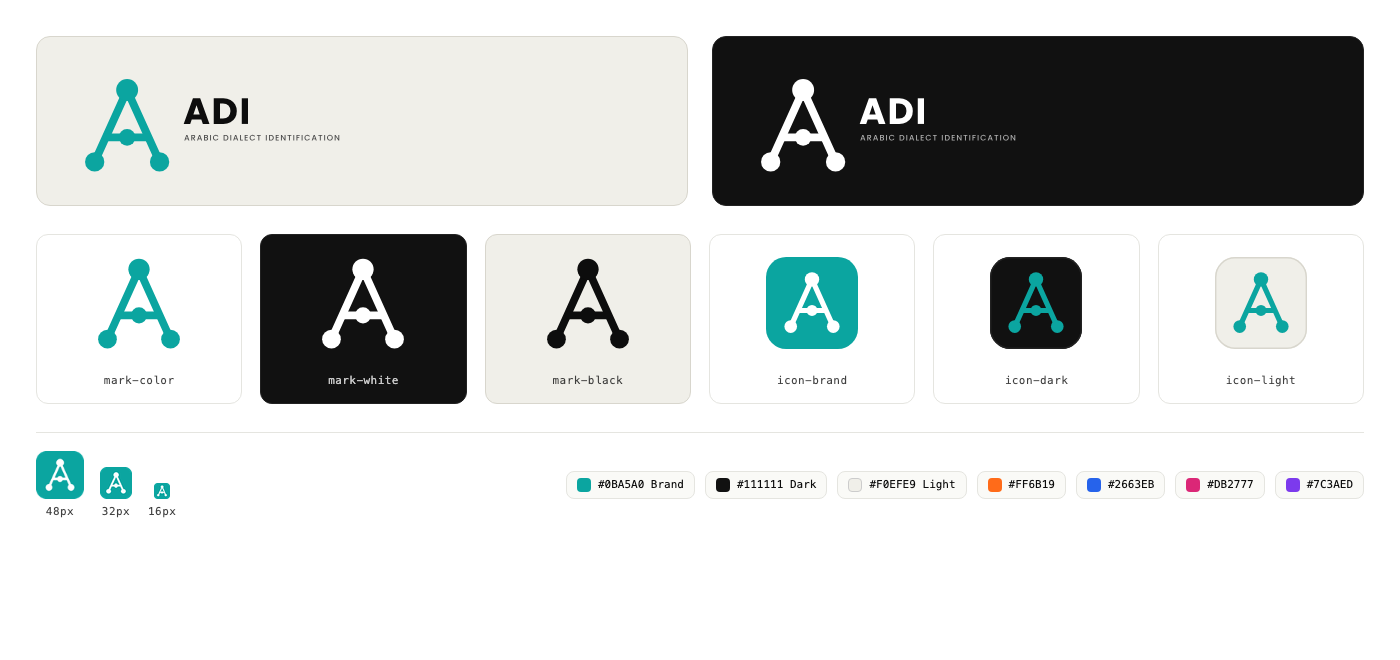 ADI
ARABIC DIALECT IDENTIFICATION
ADI
ARABIC DIALECT IDENTIFICATION
mark-color
mark-white
mark-black
icon-brand
icon-dark
icon-light
48px
32px
16px
#0BA5A0 Brand
#111111 Dark
#F0EFE9 Light
#FF6B19
#2663EB
#DB2777
#7C3AED